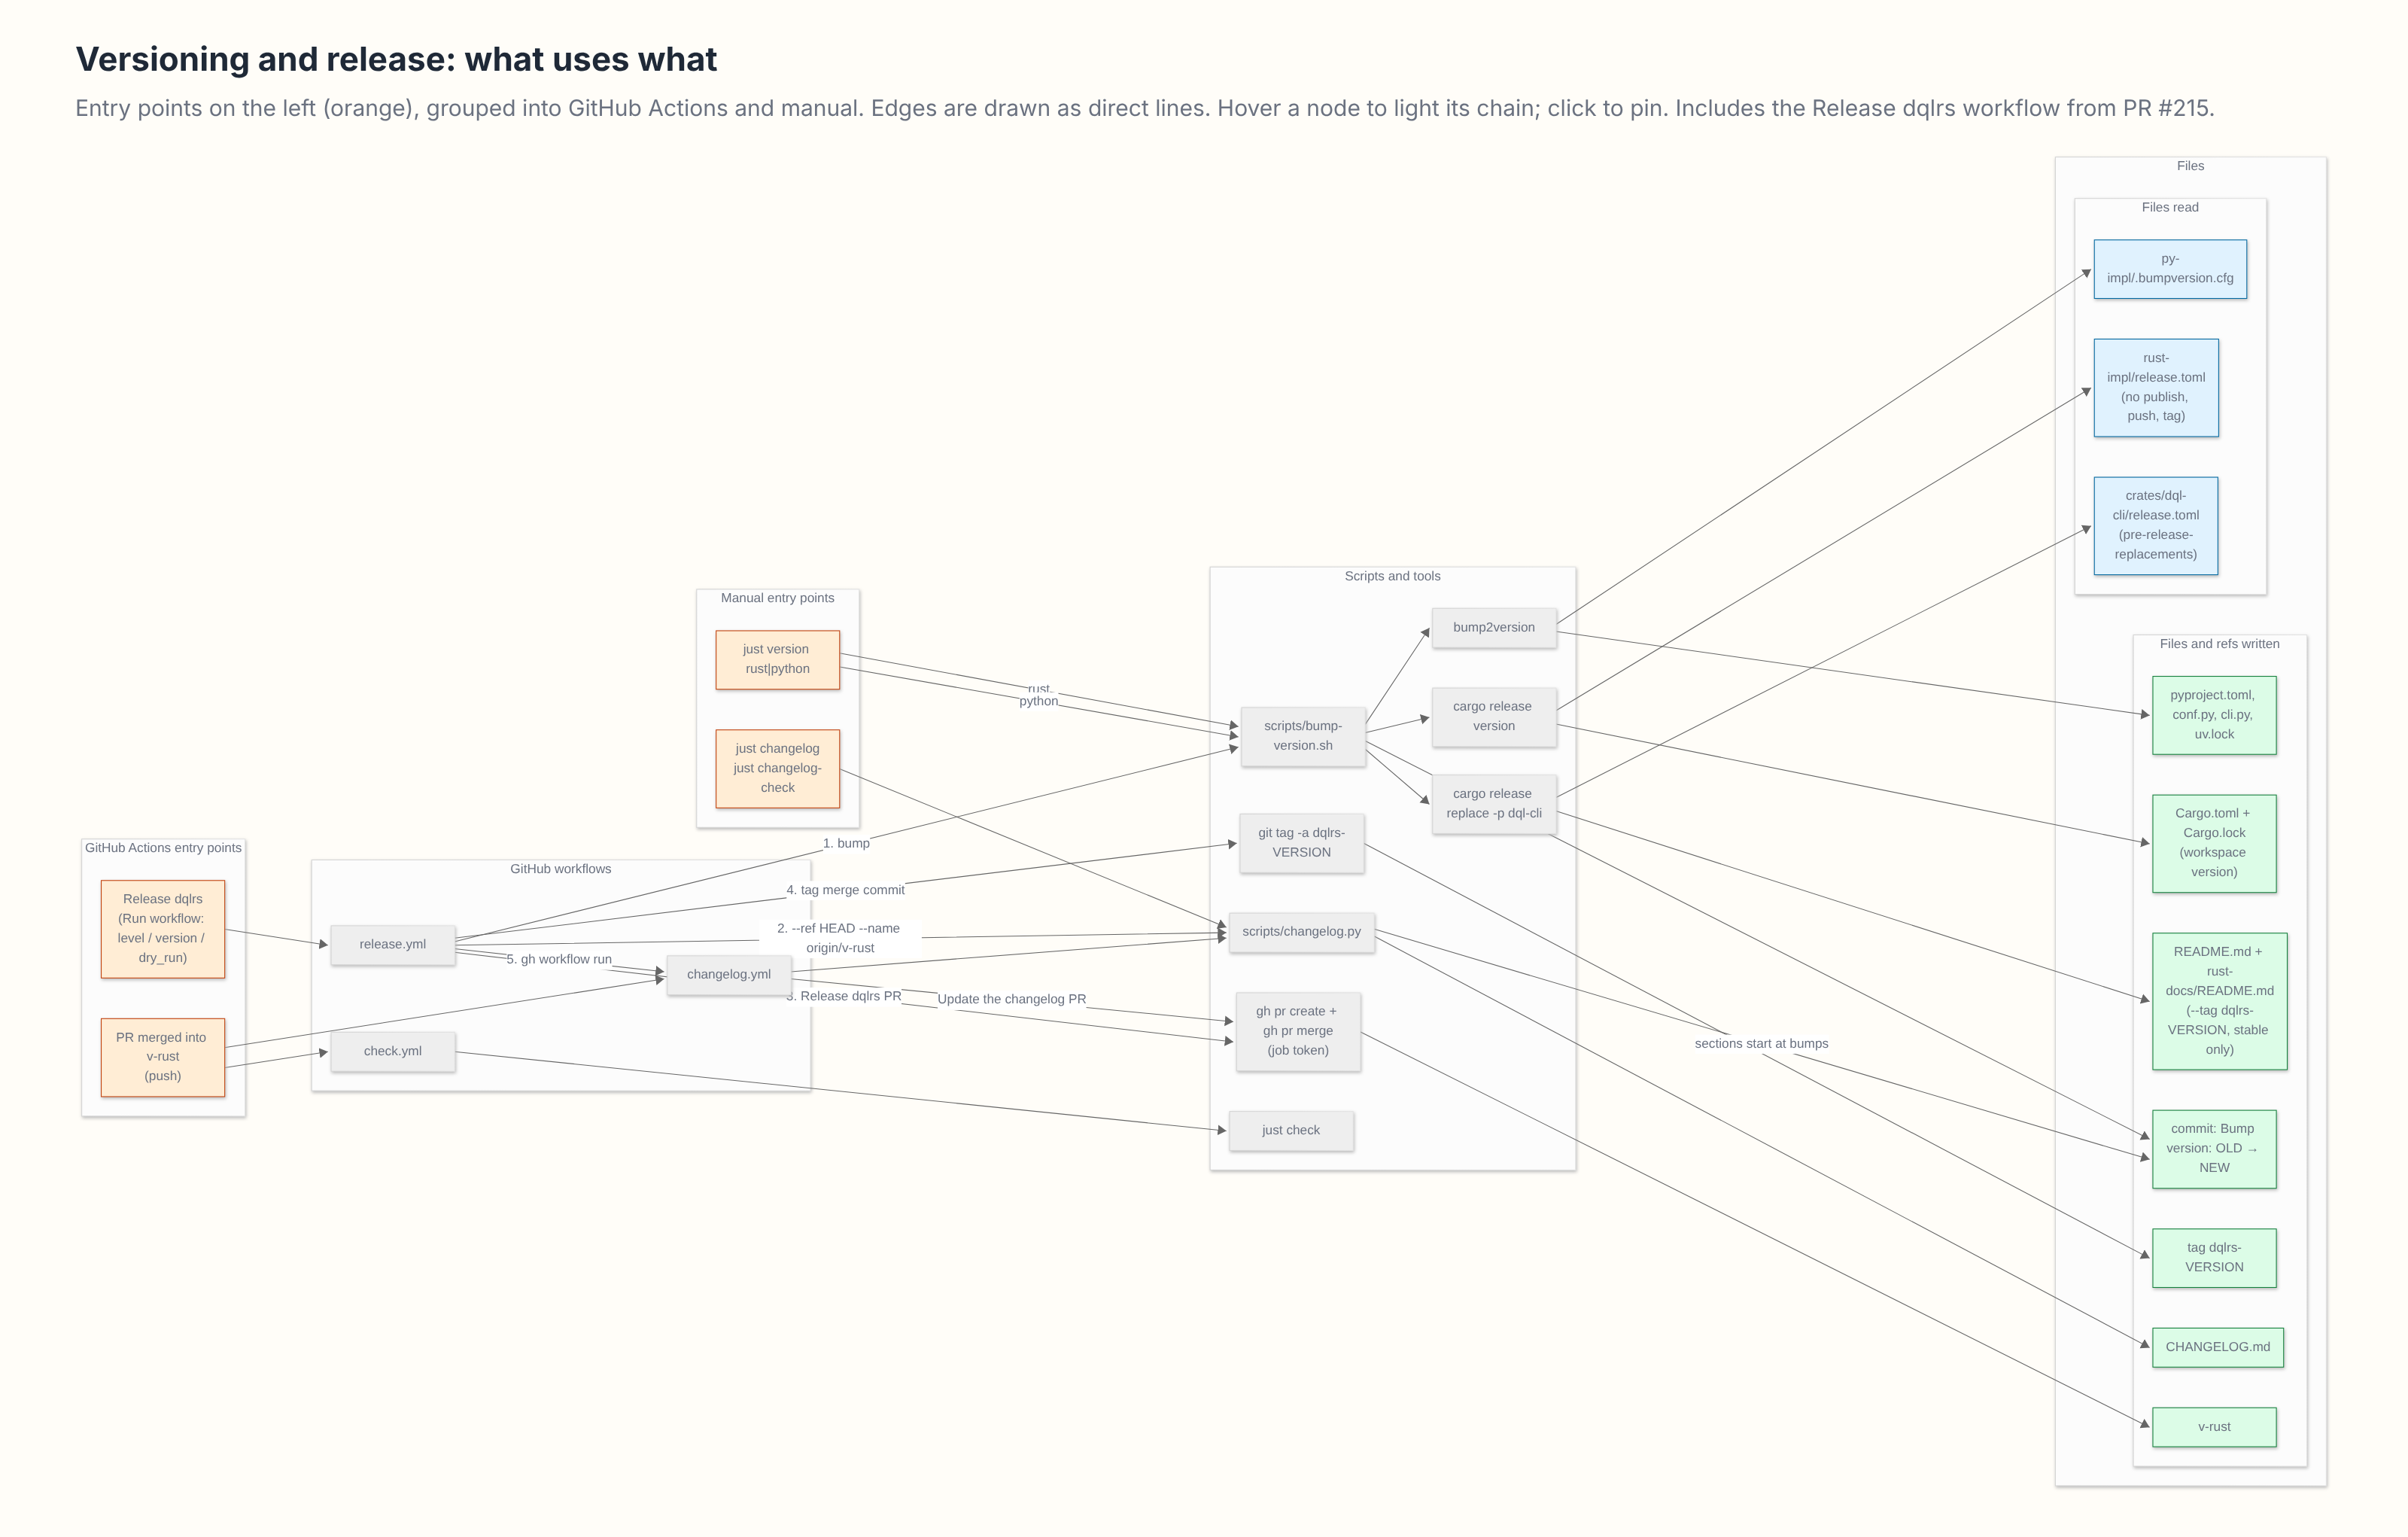 Versioning and release: what uses what
Entry points on the left (orange), grouped into GitHub Actions and manual. Edges are drawn as direct lines. Hover a node to light its chain; click to pin. Includes the Release dqlrs workflow from PR #215.
GitHub Actions entry points
Release dqlrs
(Run workflow:
level / version /
dry_run)
PR merged into
v-rust
(push)
GitHub workflows
release.yml
changelog.yml
check.yml
Manual entry points
just version
rust|python
just changelog
just changelog-
check
rust
python
1. bump
4. tag merge commit
2. --ref HEAD --name
origin/v-rust
5. gh workflow run
3. Release dqlrs PR
Update the changelog PR
Scripts and tools
bump2version
cargo release
version
scripts/bump-
version.sh
cargo release
replace -p dql-cli
git tag -a dqlrs-
VERSION
scripts/changelog.py
gh pr create +
gh pr merge
(job token)
just check
sections start at bumps
Files
Files read
py-
impl/.bumpversion.cfg
rust-
impl/release.toml
(no publish,
push, tag)
crates/dql-
cli/release.toml
(pre-release-
replacements)
Files and refs written
pyproject.toml,
conf.py, cli.py,
uv.lock
Cargo.toml +
Cargo.lock
(workspace
version)
README.md +
rust-
docs/README.md
(--tag dqlrs-
VERSION, stable
only)
commit: Bump
version: OLD →
NEW
tag dqlrs-
VERSION
CHANGELOG.md
v-rust